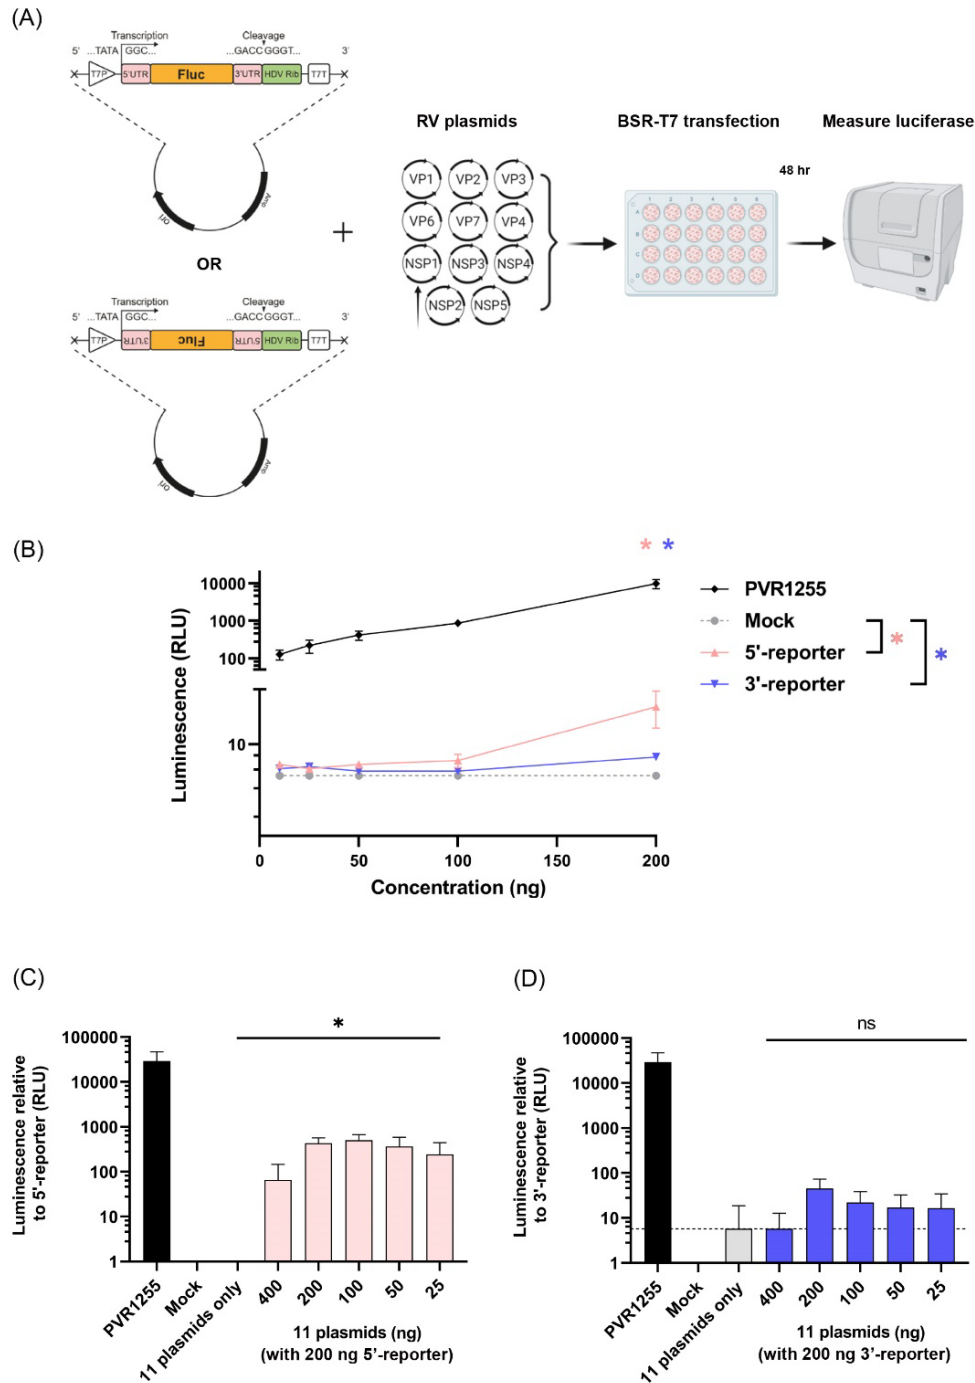 (A)
Transcription
Cleavage
5' ...TATA GGC... ...GACCGGGT... 3'
T7P 5'UTR Fluc 3'UTR HDV Rib T7T
Ori Amp
OR
Transcription
Cleavage
5' ...TATA GGC... ...GACCGGGT... 3'
T7P 3'UTR Fluc 5'UTR HDV Rib T7T
Ori Amp
+
RV plasmids
VP1 VP2 VP3
VP6 VP7 VP4
NSP1 NSP3 NSP4
NSP2 NSP5
BSR-T7 transfection
1 2 3 4 5 6
A
B
C
D
48 hr
Measure luciferase
(B)
Luminescence (RLU)
10000
1000
100
10
0 50 100 150 200
Concentration (ng)
* *
PVR1255
Mock
5'-reporter
3'-reporter
*
*
(C)
Luminescence relative
to 5'-reporter (RLU)
100000
10000
1000
100
10
1
*
PVR1255
Mock
11 plasmids only
400
200
100
50
25
11 plasmids (ng)
(with 200 ng 5'-reporter)
(D)
Luminescence relative
to 3'-reporter (RLU)
100000
10000
1000
100
10
1
ns
PVR1255
Mock
11 plasmids only
400
200
100
50
25
11 plasmids (ng)
(with 200 ng 3'-reporter)